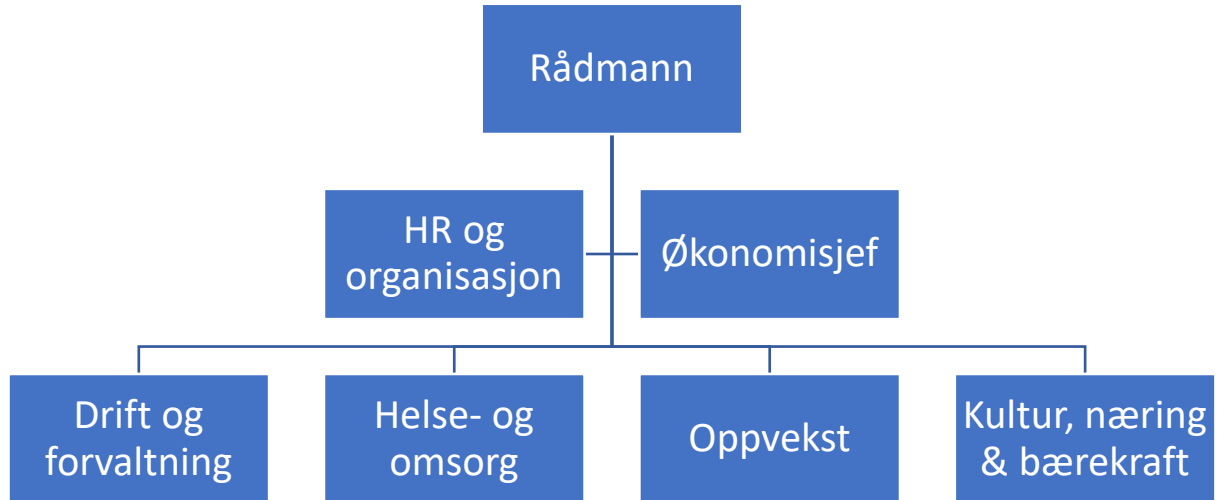 Rådmann
HR og
organisasjon
Økonomisjef
Drift og
forvaltning
Helse- og
omsorg
Oppvekst
Kultur, næring
& bærekraft